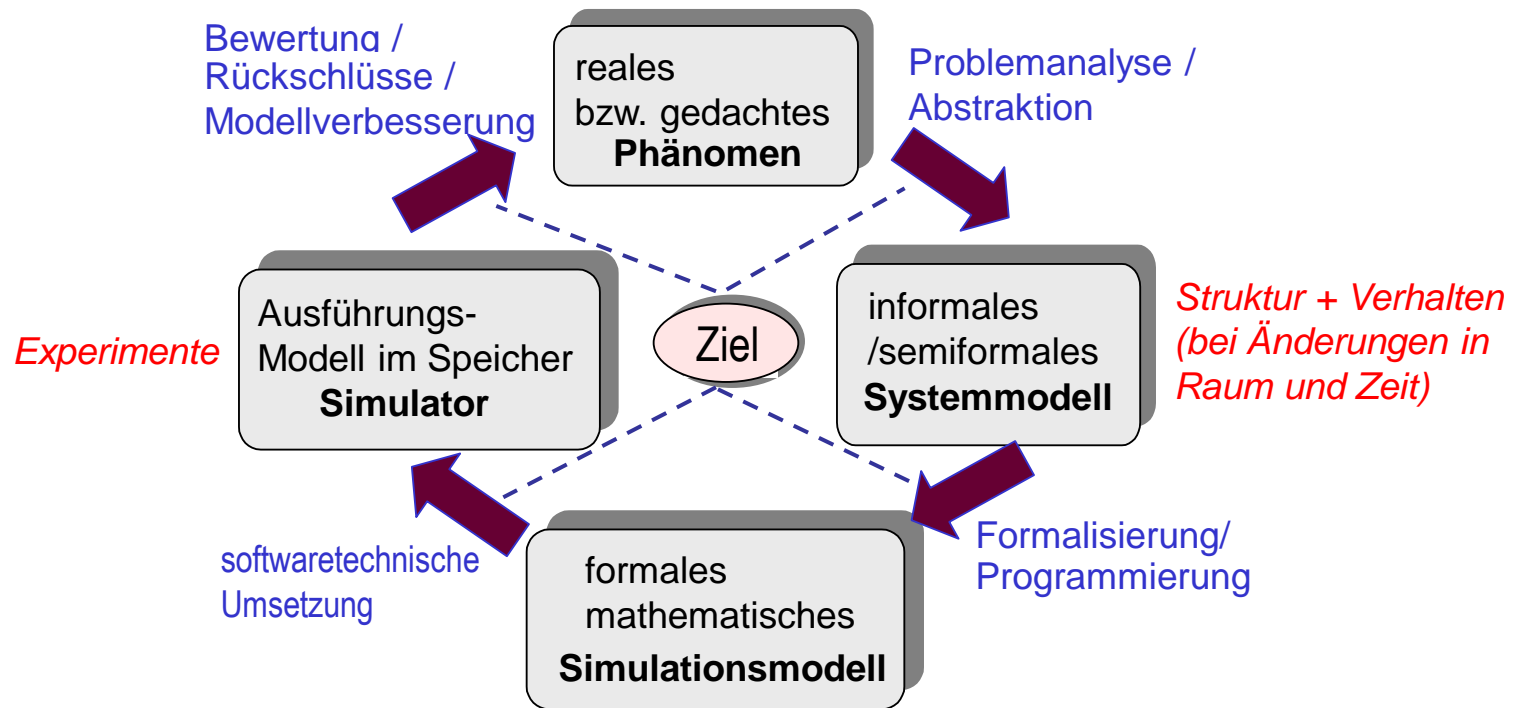 Bewertung /
Rückschlüsse /
Modellverbesserung
reales
bzw. gedachtes
Phänomen
Problemanalyse /
Abstraktion
Experimente
Ausführungs-
Modell im Speicher
Simulator
Ziel
informales
/semiformales
Systemmodell
Struktur + Verhalten
(bei Änderungen in
Raum und Zeit)
softwaretechnische
Umsetzung
formales
mathematisches
Simulationsmodell
Formalisierung/
Programmierung